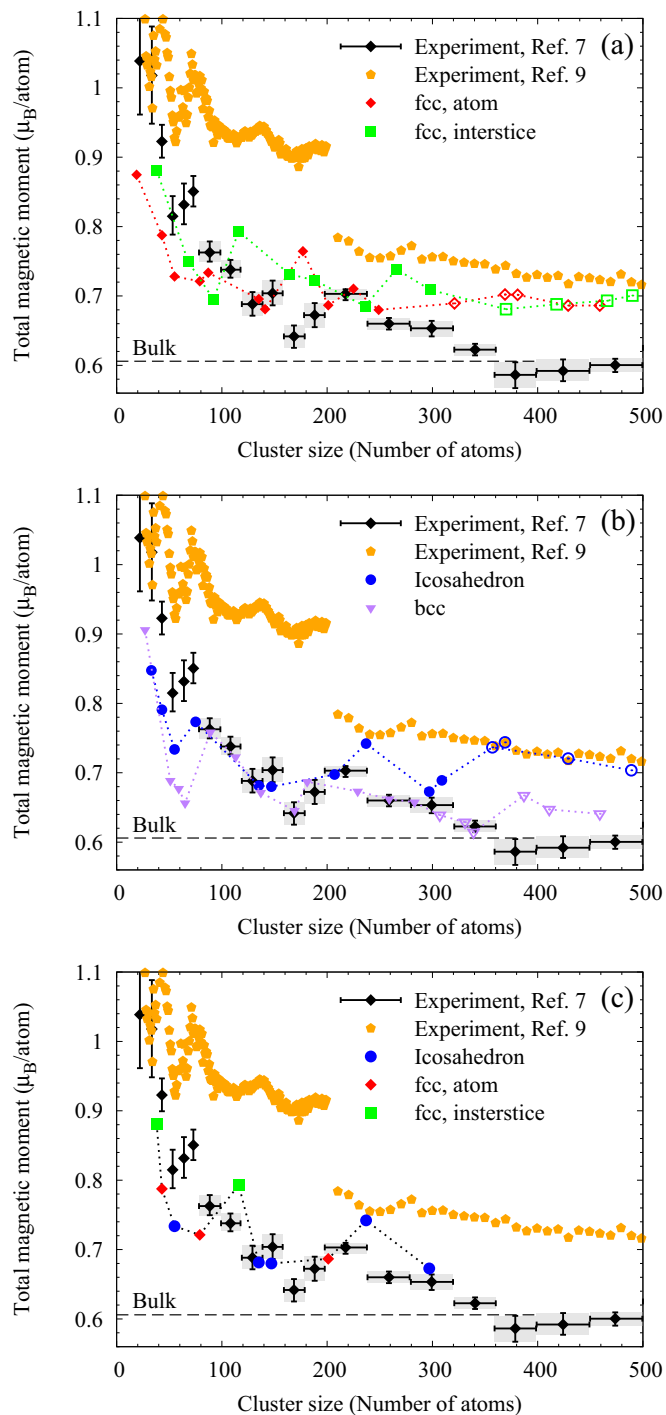 (a)
Experiment, Ref. 7
Experiment, Ref. 9
fcc, atom
fcc, interstice
Total magnetic moment (μB/atom)
1.1
1
0.9
0.8
0.7
0.6
Bulk
0 100 200 300 400 500
Cluster size (Number of atoms)
(b)
Experiment, Ref. 7
Experiment, Ref. 9
Icosahedron
bcc
Total magnetic moment (μB/atom)
1.1
1
0.9
0.8
0.7
0.6
Bulk
0 100 200 300 400 500
Cluster size (Number of atoms)
(c)
Experiment, Ref. 7
Experiment, Ref. 9
Icosahedron
fcc, atom
fcc, insterstice
Total magnetic moment (μB/atom)
1.1
1
0.9
0.8
0.7
0.6
Bulk
0 100 200 300 400 500
Cluster size (Number of atoms)